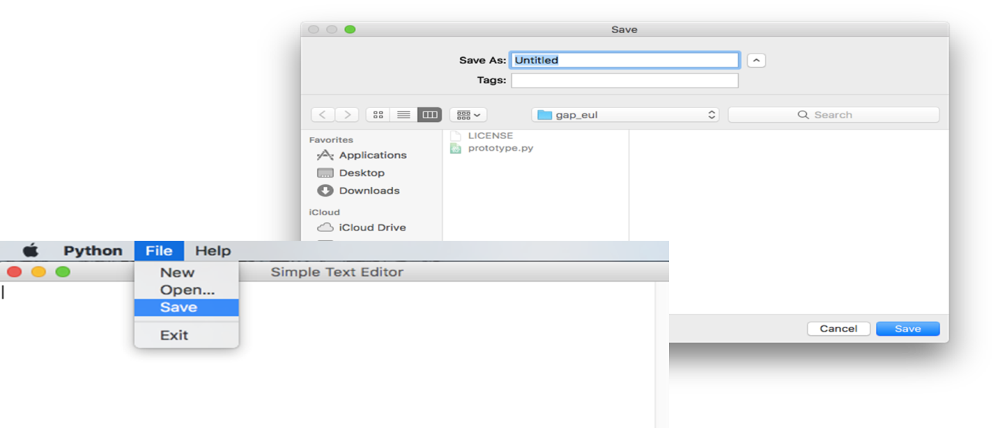 Save
Save As: Untitled
Tags:
gap_eul
Search
Favorites
Applications
Desktop
Downloads
iCloud
iCloud Drive
LICENSE
prototype.py
Cancel Save
Python File Help
Simple Text Editor
New
Open...
Save
Exit